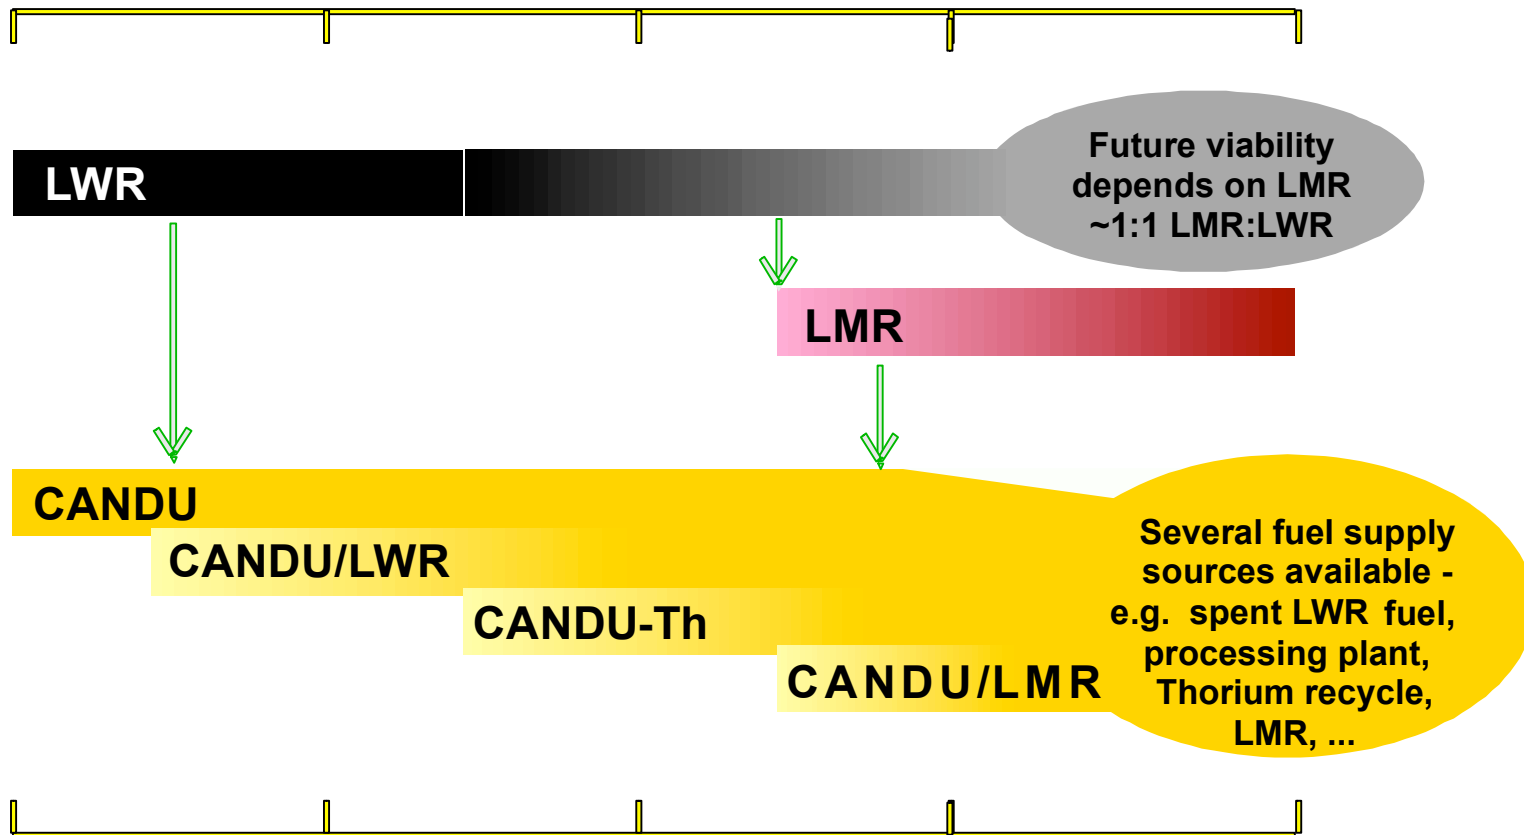 LWR
Future viability
depends on LMR
~1:1 LMR:LWR
LMR
CANDU
CANDU/LWR
CANDU-Th
CANDU/LMR
Several fuel supply
sources available -
e.g. spent LWR fuel,
processing plant,
Thorium recycle,
LMR, ...